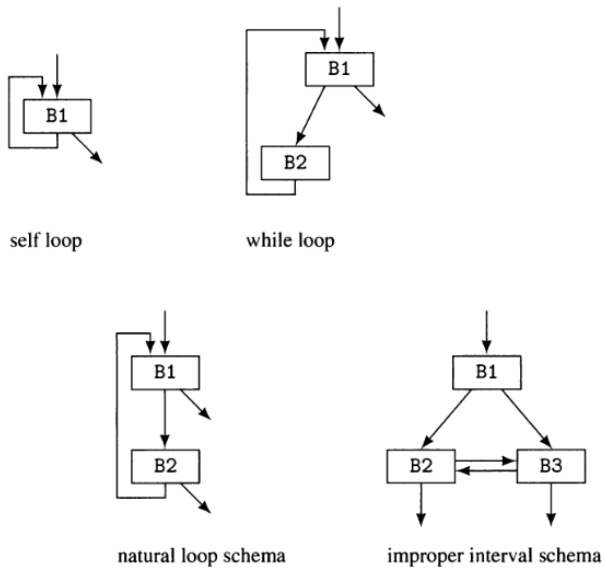 B1
B1
B2
self loop
while loop
B1
B1
B2
B2
B3
natural loop schema
improper interval schema